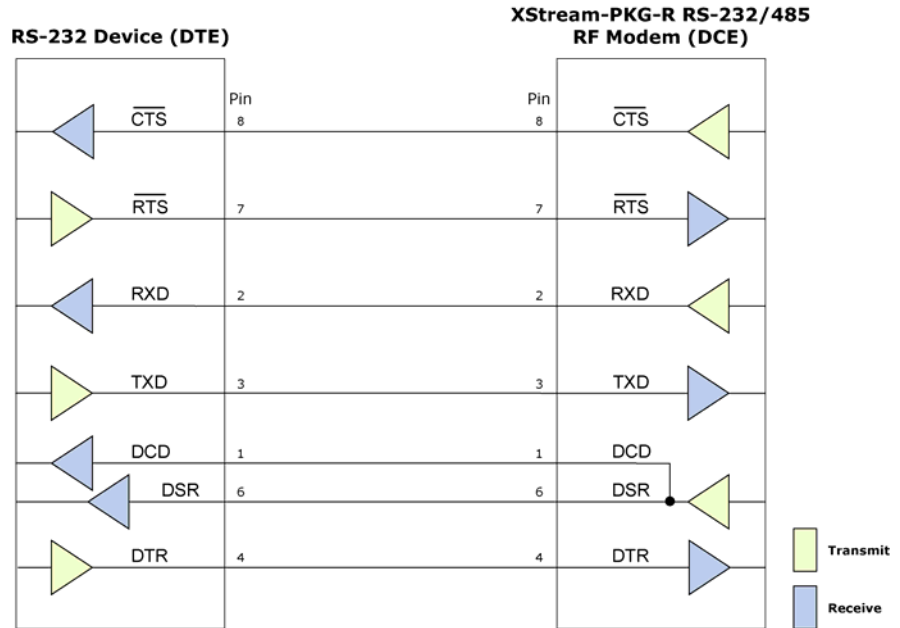 XStream-PKG-R RS-232/485
RS-232 Device (DTE) RF Modem (DCE)
Pin Pin
CTS 8 8 CTS
RTS 7 7 RTS
RXD 2 2 RXD
TXD 3 3 TXD
DCD 1 1 DCD
DSR 6 6 DSR
DTR 4 4 DTR
Transmit
Receive